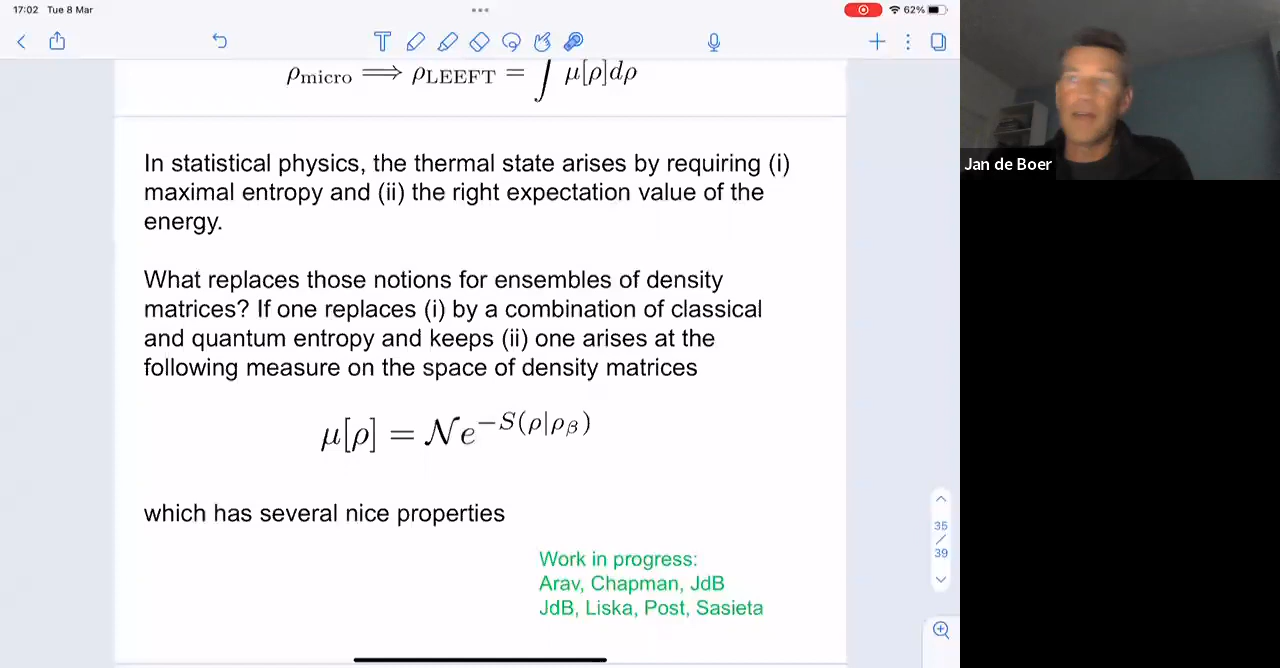 17:02 Tue 8 Mar
62%
ρmicro ⟹ ρLEEFT = ∫ μ[ρ]dρ
In statistical physics, the thermal state arises by requiring (i)
maximal entropy and (ii) the right expectation value of the
energy.
What replaces those notions for ensembles of density
matrices? If one replaces (i) by a combination of classical
and quantum entropy and keeps (ii) one arises at the
following measure on the space of density matrices
μ[ρ] = 𝒩e^{−S(ρ|ρ_β)}
which has several nice properties
Work in progress:
Arav, Chapman, JdB
JdB, Liska, Post, Sasieta
35
/
39
Jan de Boer